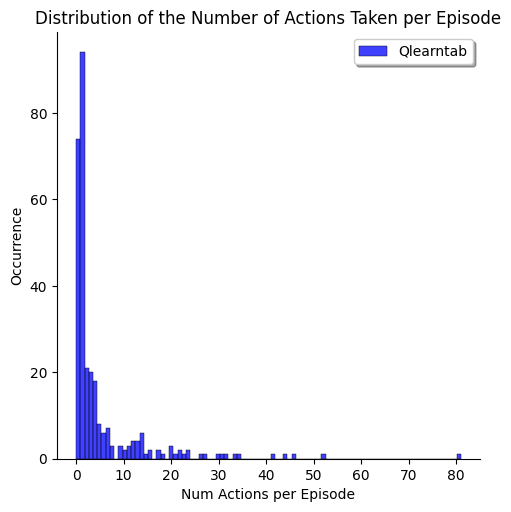 Distribution of the Number of Actions Taken per Episode
Qlearntab
Occurrence
80
60
40
20
0
0 10 20 30 40 50 60 70 80
Num Actions per Episode